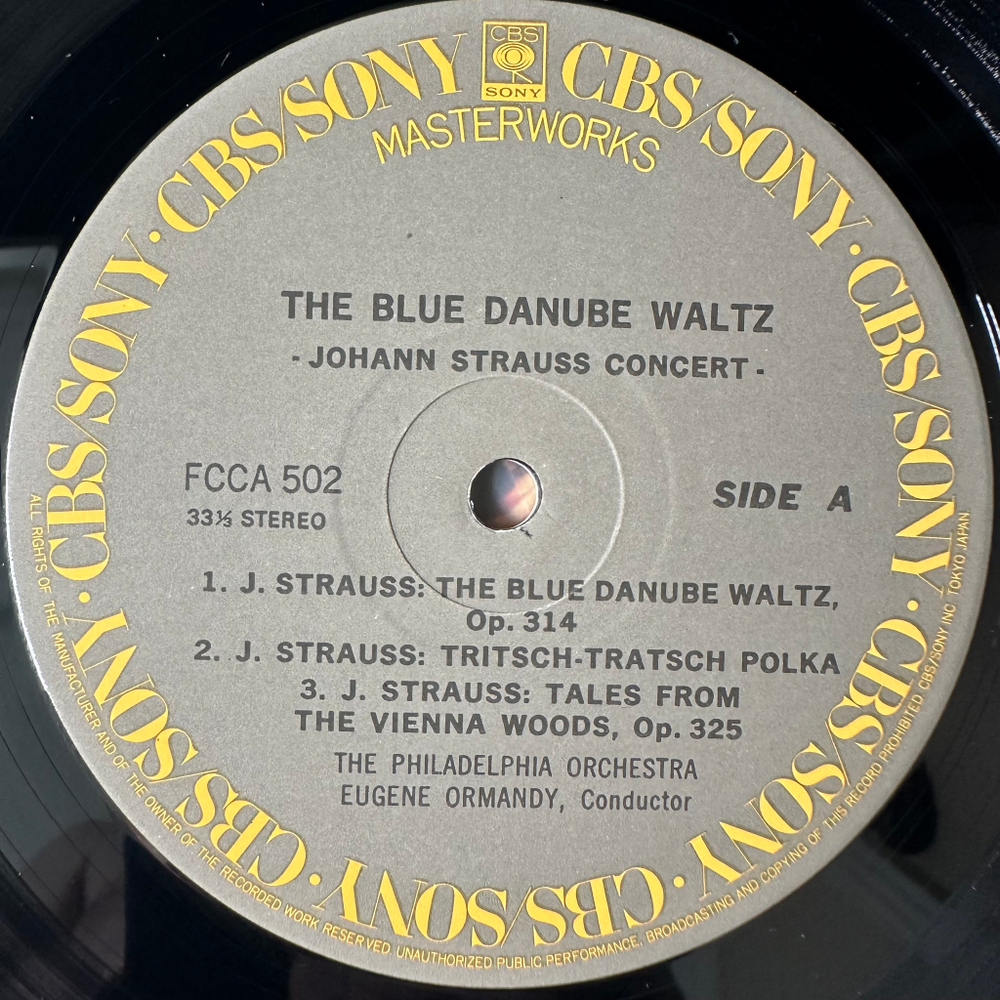 CBS
SONY
CBS/SONY · CBS/SONY · CBS/SONY · CBS/SONY · CBS/SONY · CBS/SONY · CBS/SONY · CBS/SONY
MASTERWORKS
THE BLUE DANUBE WALTZ
- JOHANN STRAUSS CONCERT -
FCCA 502
33⅓ STEREO
SIDE A
1. J. STRAUSS: THE BLUE DANUBE WALTZ,
Op. 314
2. J. STRAUSS: TRITSCH-TRATSCH POLKA
3. J. STRAUSS: TALES FROM
THE VIENNA WOODS, Op. 325
THE PHILADELPHIA ORCHESTRA
EUGENE ORMANDY, Conductor
ALL RIGHTS OF THE MANUFACTURER AND OF THE OWNER OF THE RECORDED WORK RESERVED UNAUTHORIZED PUBLIC PERFORMANCE, BROADCASTING AND COPYING OF THIS RECORD PROHIBITED CBS/SONY INC. TOKYO JAPAN